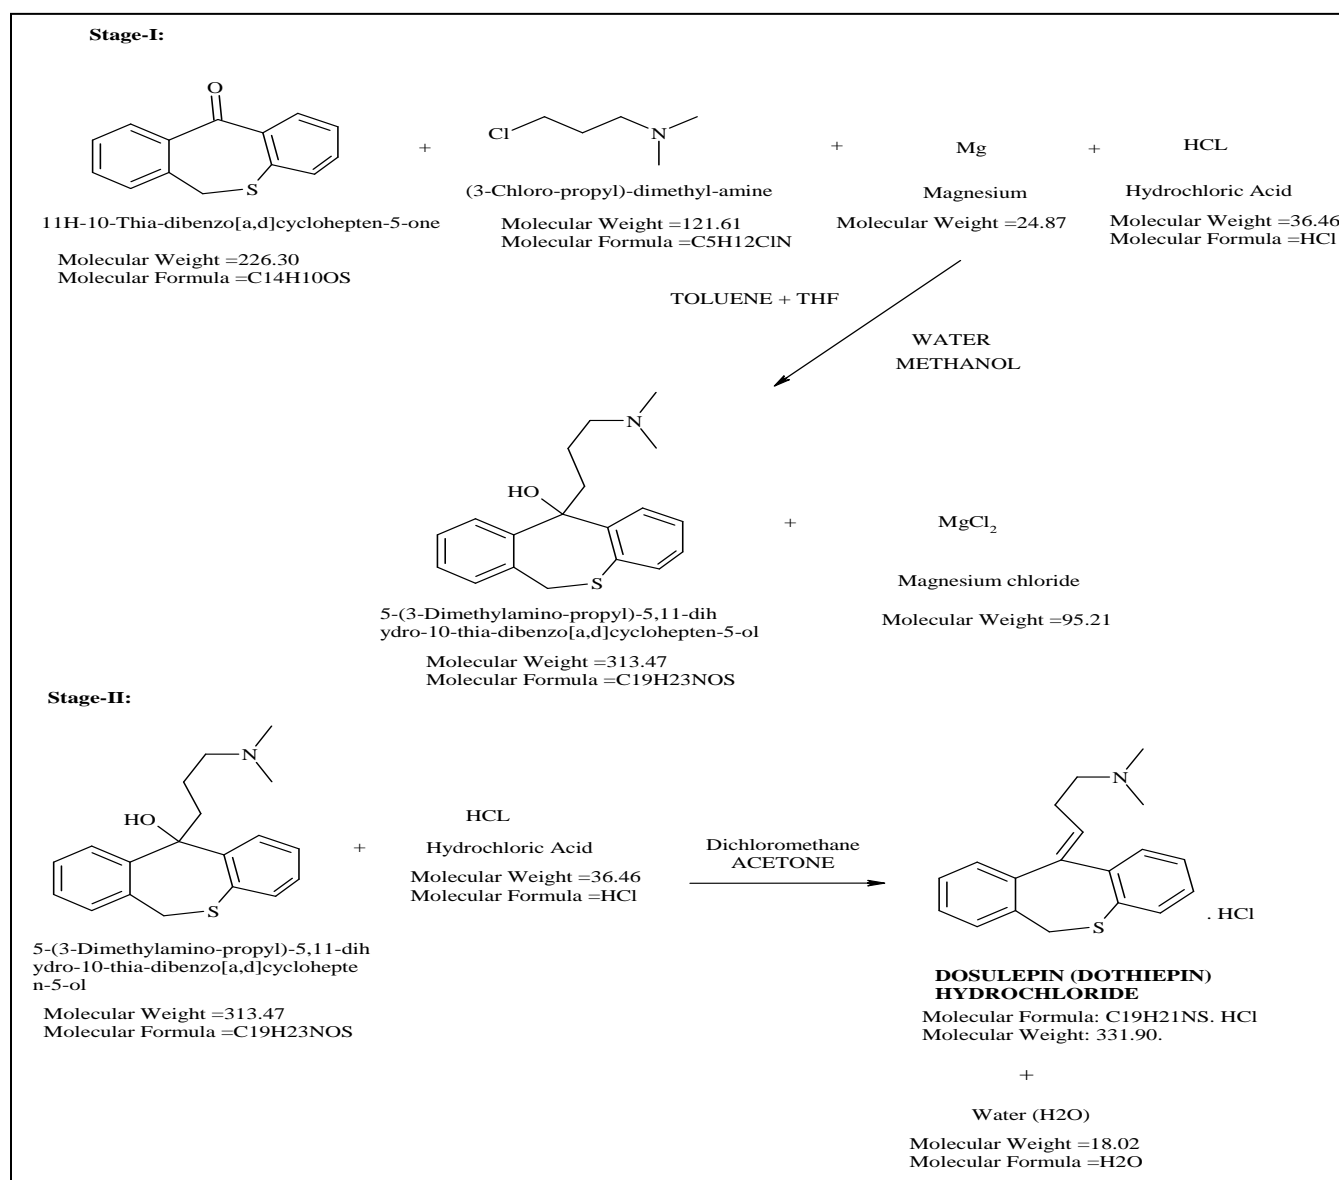 Stage-I:
O
S
+
Cl
N
(3-Chloro-propyl)-dimethyl-amine
Molecular Weight =121.61
Molecular Formula =C5H12ClN
+
Mg
Magnesium
Molecular Weight =24.87
+
HCL
Hydrochloric Acid
Molecular Weight =36.46
Molecular Formula =HCl
11H-10-Thia-dibenzo[a,d]cyclohepten-5-one
Molecular Weight =226.30
Molecular Formula =C14H10OS
TOLUENE + THF
WATER
METHANOL
N
HO
S
5-(3-Dimethylamino-propyl)-5,11-dih
ydro-10-thia-dibenzo[a,d]cyclohepten-5-ol
Molecular Weight =313.47
Molecular Formula =C19H23NOS
+
MgCl2
Magnesium chloride
Molecular Weight =95.21
Stage-II:
N
HO
S
5-(3-Dimethylamino-propyl)-5,11-dih
ydro-10-thia-dibenzo[a,d]cyclohepte
n-5-ol
Molecular Weight =313.47
Molecular Formula =C19H23NOS
+
HCL
Hydrochloric Acid
Molecular Weight =36.46
Molecular Formula =HCl
Dichloromethane
ACETONE
N
S
. HCl
DOSULEPIN (DOTHIEPIN)
HYDROCHLORIDE
Molecular Formula: C19H21NS. HCl
Molecular Weight: 331.90.
+
Water (H2O)
Molecular Weight =18.02
Molecular Formula =H2O